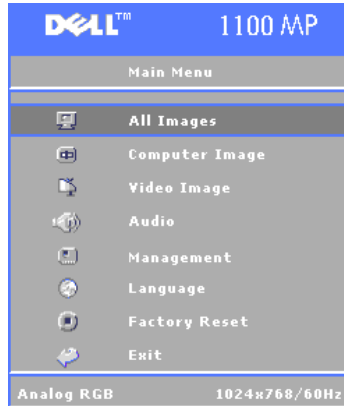 DELL™ 1100 MP
Main Menu
All Images
Computer Image
Video Image
Audio
Management
Language
Factory Reset
Exit
Analog RGB 1024x768/60Hz